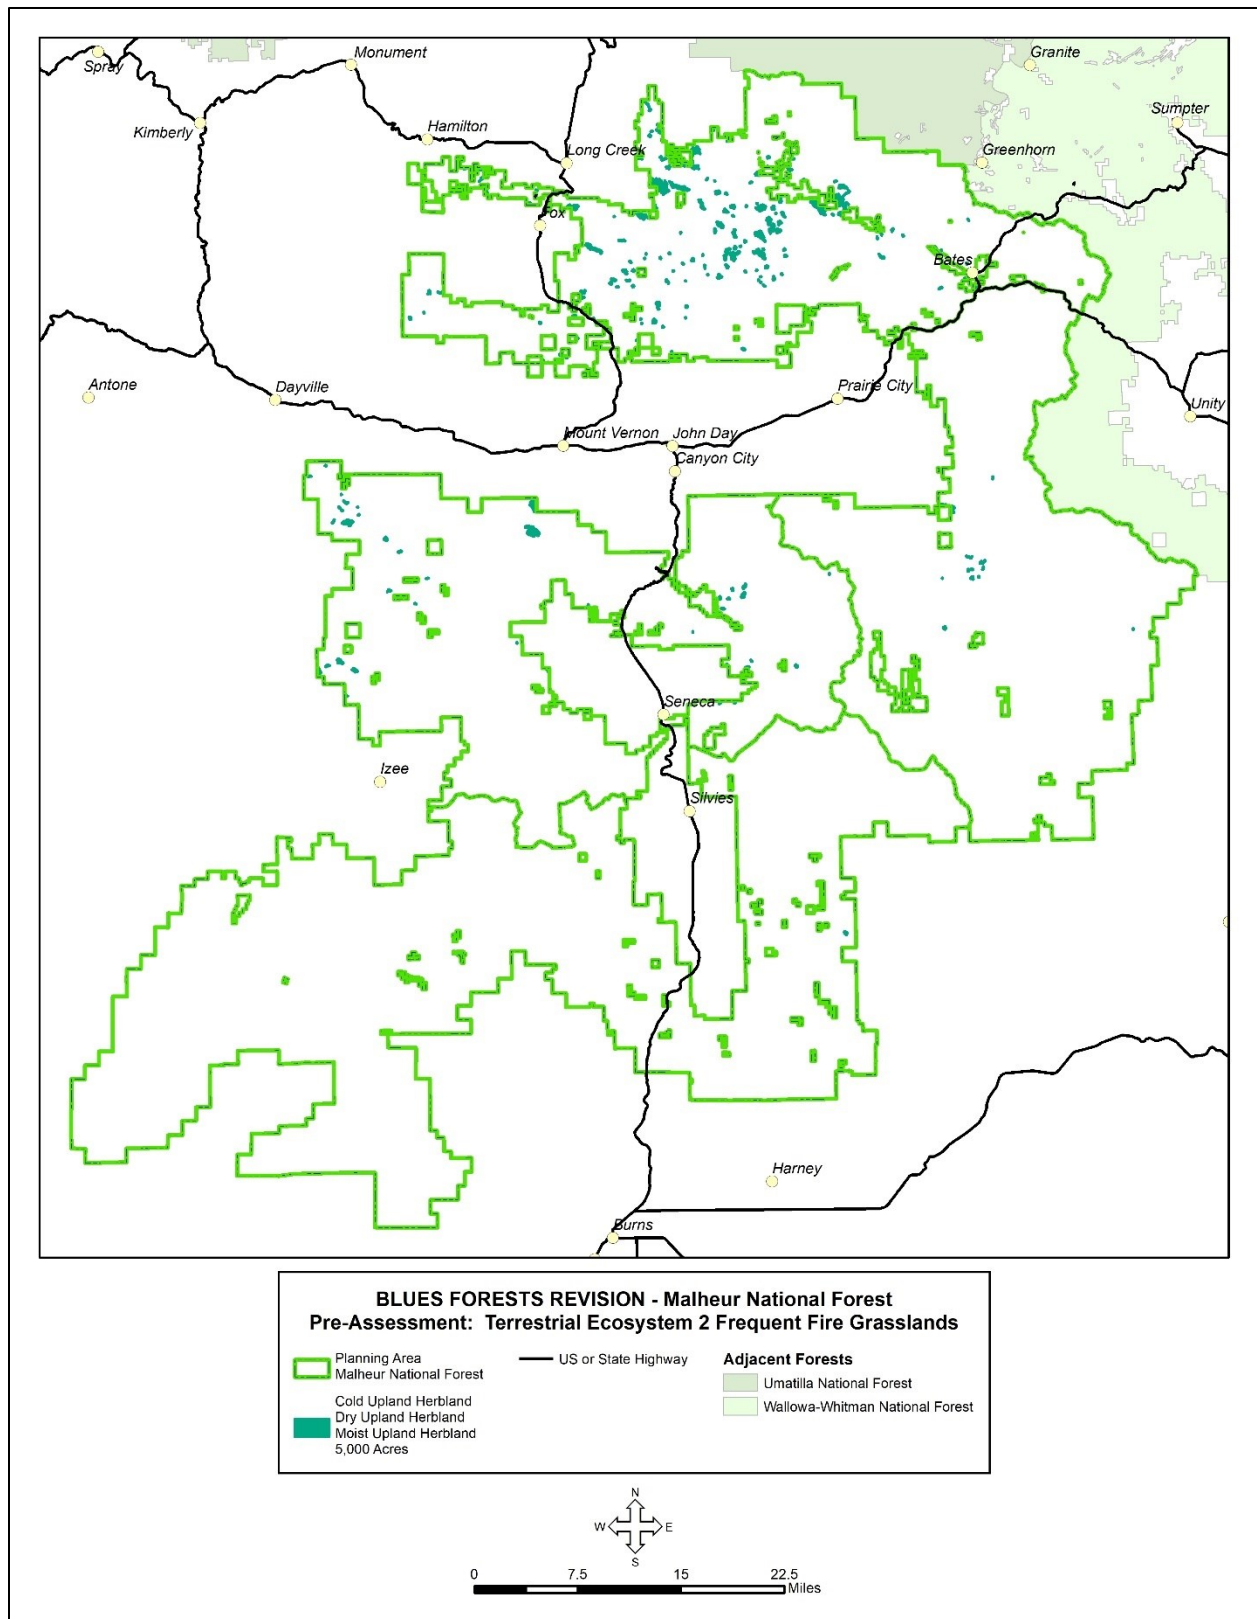 Monument
Granite
Spray
Sumpter
Kimberly
Hamilton
Long Creek
Greenhorn
Fox
Bates
Antone
Dayville
Prairie City
Unity
Mount Vernon
John Day
Canyon City
Seneca
Izee
Silvies
Harney
Burns
BLUES FORESTS REVISION - Malheur National Forest
Pre-Assessment: Terrestrial Ecosystem 2 Frequent Fire Grasslands
Planning Area
Malheur National Forest
Cold Upland Herbland
Dry Upland Herbland
Moist Upland Herbland
5,000 Acres
US or State Highway
Adjacent Forests
Umatilla National Forest
Wallowa-Whitman National Forest
N
W E
S
0 7.5 15 22.5
Miles